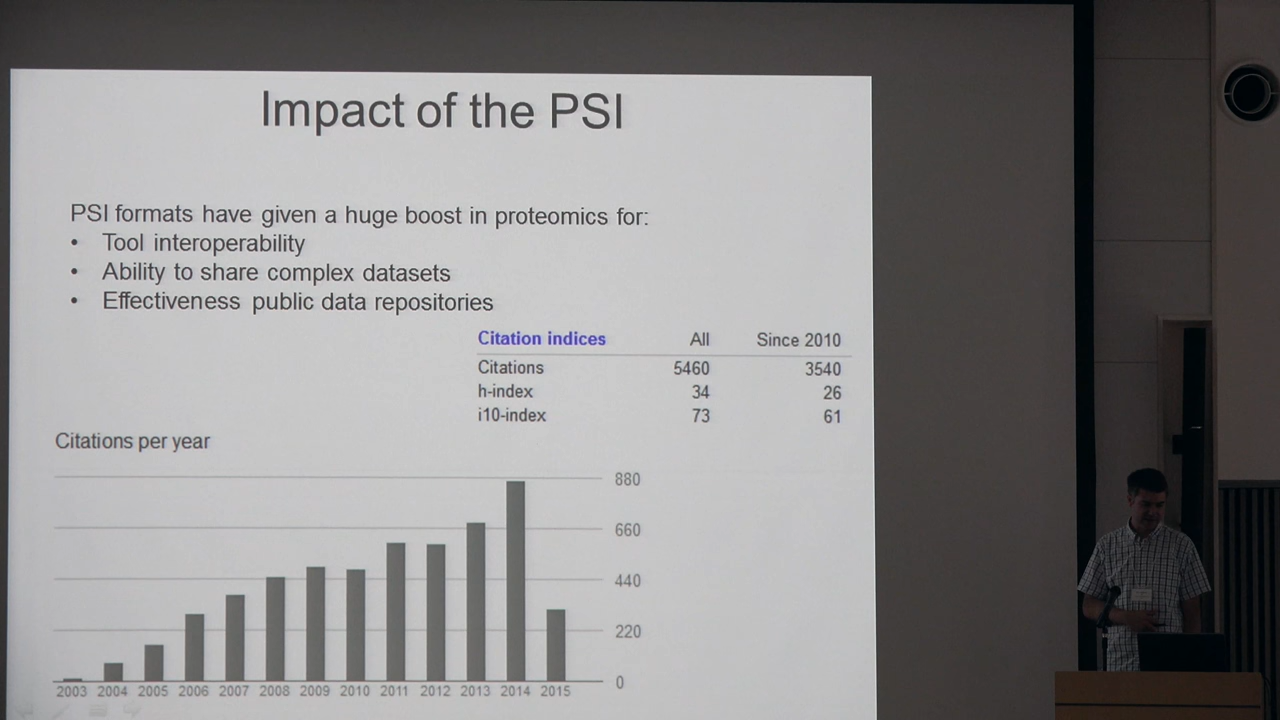 Impact of the PSI
PSI formats have given a huge boost in proteomics for:
• Tool interoperability
• Ability to share complex datasets
• Effectiveness public data repositories
Citation indices All Since 2010
Citations 5460 3540
h-index 34 26
i10-index 73 61
Citations per year
880
660
440
220
0
2003 2004 2005 2006 2007 2008 2009 2010 2011 2012 2013 2014 2015